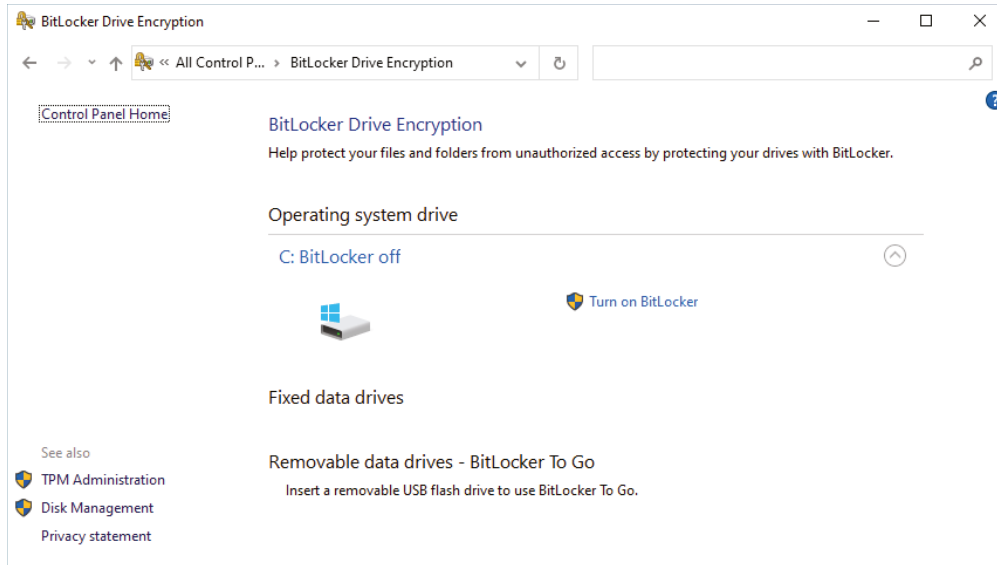 BitLocker Drive Encryption
« All Control P... > BitLocker Drive Encryption
Control Panel Home
BitLocker Drive Encryption
Help protect your files and folders from unauthorized access by protecting your drives with BitLocker.
Operating system drive
C: BitLocker off
Turn on BitLocker
Fixed data drives
Removable data drives - BitLocker To Go
Insert a removable USB flash drive to use BitLocker To Go.
See also
TPM Administration
Disk Management
Privacy statement